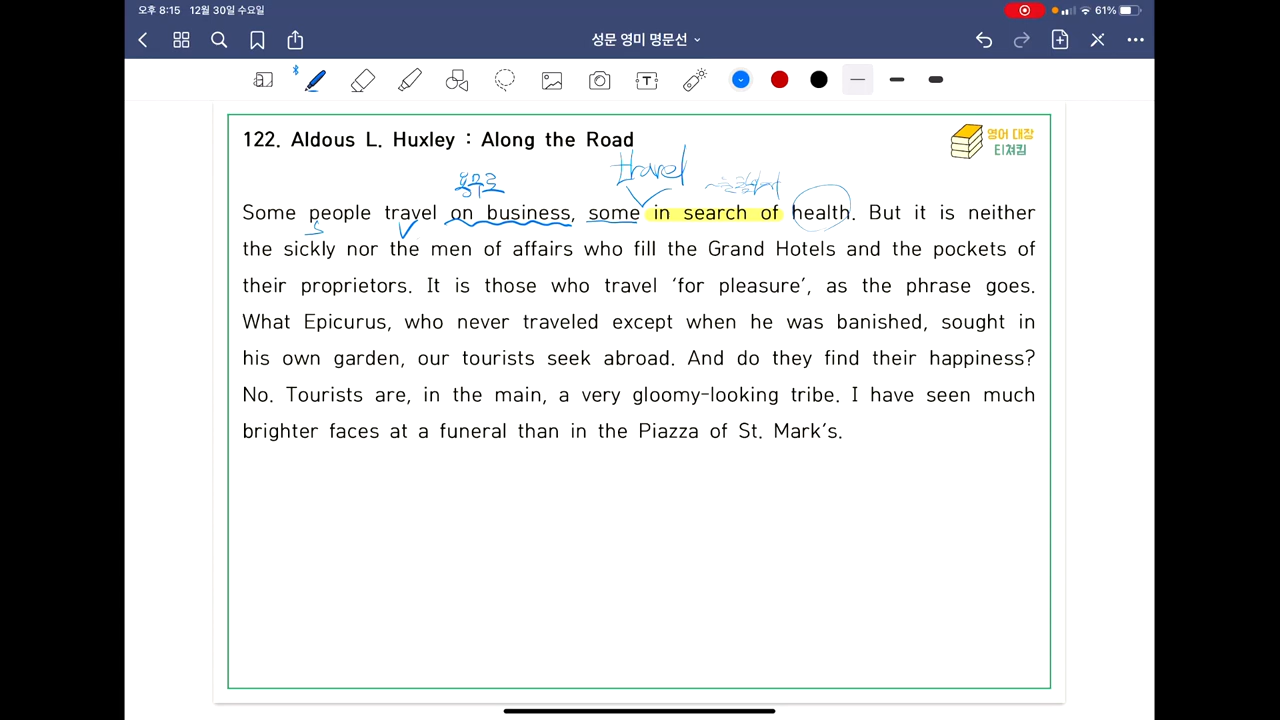 오후 8:15 12월 30일 수요일
61%
성문 영미 명문선
T
122. Aldous L. Huxley : Along the Road
영어 대장
티쳐킴
travel
용무로
Some people travel on business, some in search of health. But it is neither
s
the sickly nor the men of affairs who fill the Grand Hotels and the pockets of
their proprietors. It is those who travel ‘for pleasure’, as the phrase goes.
What Epicurus, who never traveled except when he was banished, sought in
his own garden, our tourists seek abroad. And do they find their happiness?
No. Tourists are, in the main, a very gloomy-looking tribe. I have seen much
brighter faces at a funeral than in the Piazza of St. Mark’s.